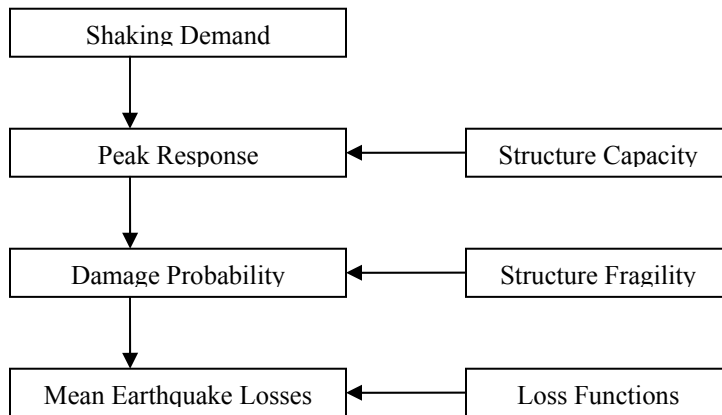 Shaking Demand
Peak Response
Structure Capacity
Damage Probability
Structure Fragility
Mean Earthquake Losses
Loss Functions